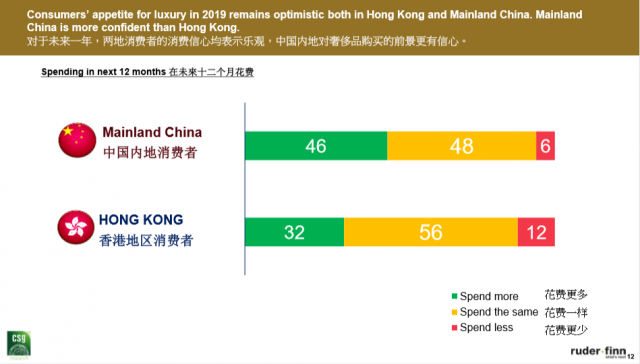 Consumers' appetite for luxury in 2019 remains optimistic both in Hong Kong and Mainland China. Mainland
China is more confident than Hong Kong.
对于未来一年，两地消费者的消费信心均表示乐观，中国内地对奢侈品购买的前景更有信心。
Spending in next 12 months 在未来十二个月花费
Mainland China
中国内地消费者
46 48 6
HONG KONG
香港地区消费者
32 56 12
Spend more 花费更多
Spend the same 花费一样
Spend less 花费更少
csg
ruder·finn
what's next
12